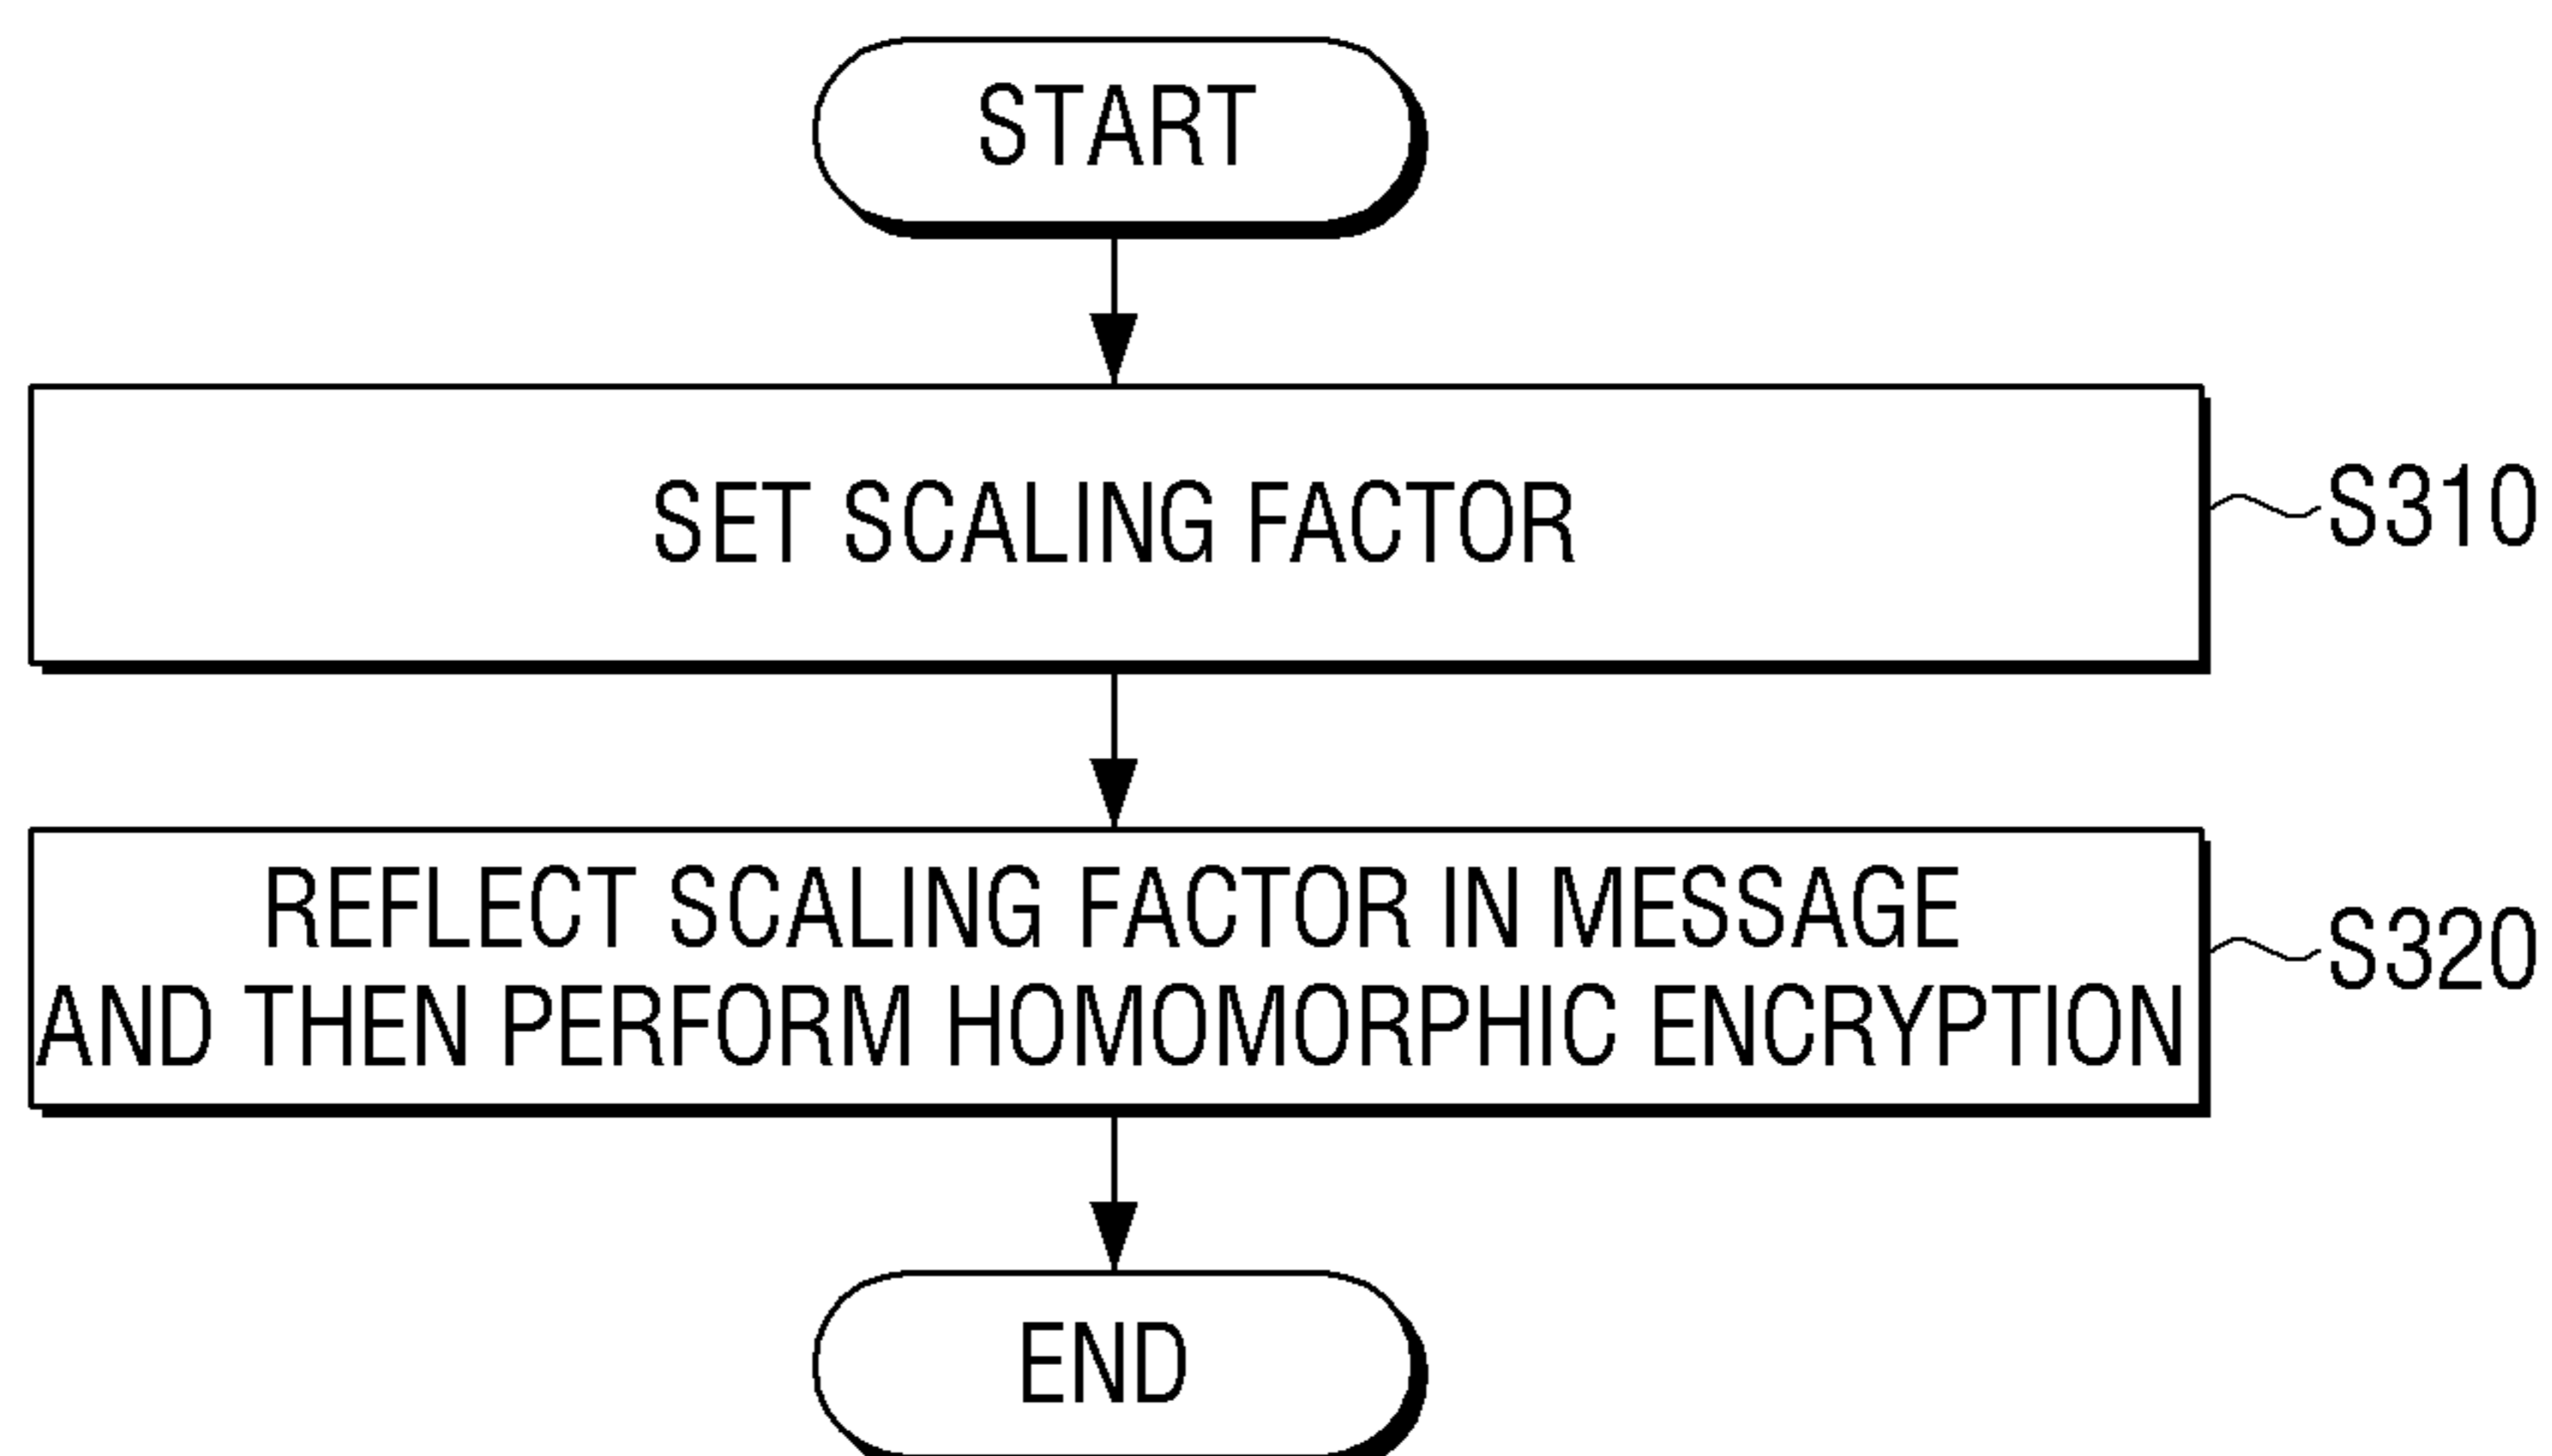 START
SET SCALING FACTOR
S310
REFLECT SCALING FACTOR IN MESSAGE
AND THEN PERFORM HOMOMORPHIC ENCRYPTION
S320
END